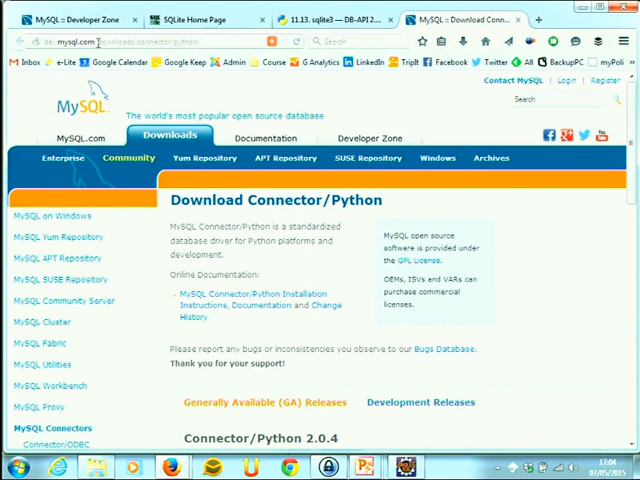 MySQL :: Developer Zone
SQLite Home Page
11.13. sqlite3 — DB-API 2....
MySQL :: Download Conn...
dev.mysql.com/downloads/connector/python/
Search
Inbox
e-Lite
Google Calendar
Google Keep
Admin
Course
G Analytics
LinkedIn
TripIt
Facebook
Twitter
All
BackupPC
myPoli
Contact MySQL
Login
Register
Search
MySQL
The world's most popular open source database
MySQL.com
Downloads
Documentation
Developer Zone
Enterprise
Community
Yum Repository
APT Repository
SUSE Repository
Windows
Archives
MySQL on Windows
MySQL Yum Repository
MySQL APT Repository
MySQL SUSE Repository
MySQL Community Server
MySQL Cluster
MySQL Fabric
MySQL Utilities
MySQL Workbench
MySQL Proxy
MySQL Connectors
Connector/ODBC
Download Connector/Python
MySQL Connector/Python is a standardized
database driver for Python platforms and
development.
Online Documentation:
MySQL Connector/Python Installation
Instructions, Documentation and Change
History
MySQL open source
software is provided under
the GPL License.
OEMs, ISVs and VARs can
purchase commercial
licenses.
Please report any bugs or inconsistencies you observe to our Bugs Database.
Thank you for your support!
Generally Available (GA) Releases
Development Releases
Connector/Python 2.0.4
17:04
07/05/2015